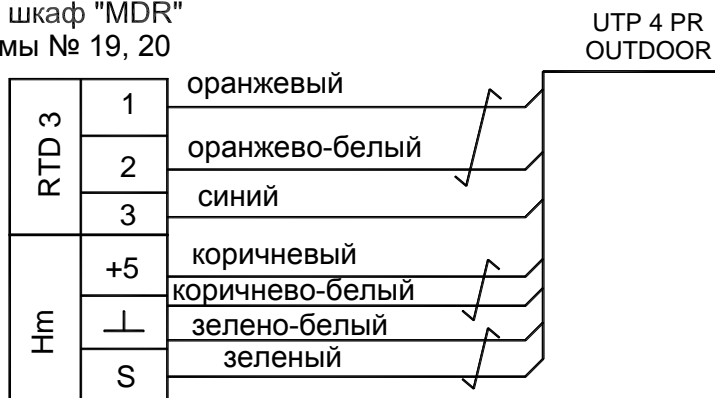 шкаф "MDR"
мы № 19, 20
UTP 4 PR
OUTDOOR
RTD 3
1
оранжевый
2
оранжево-белый
3
синий
Hm
+5
коричневый
коричнево-белый
зелено-белый
S
зеленый